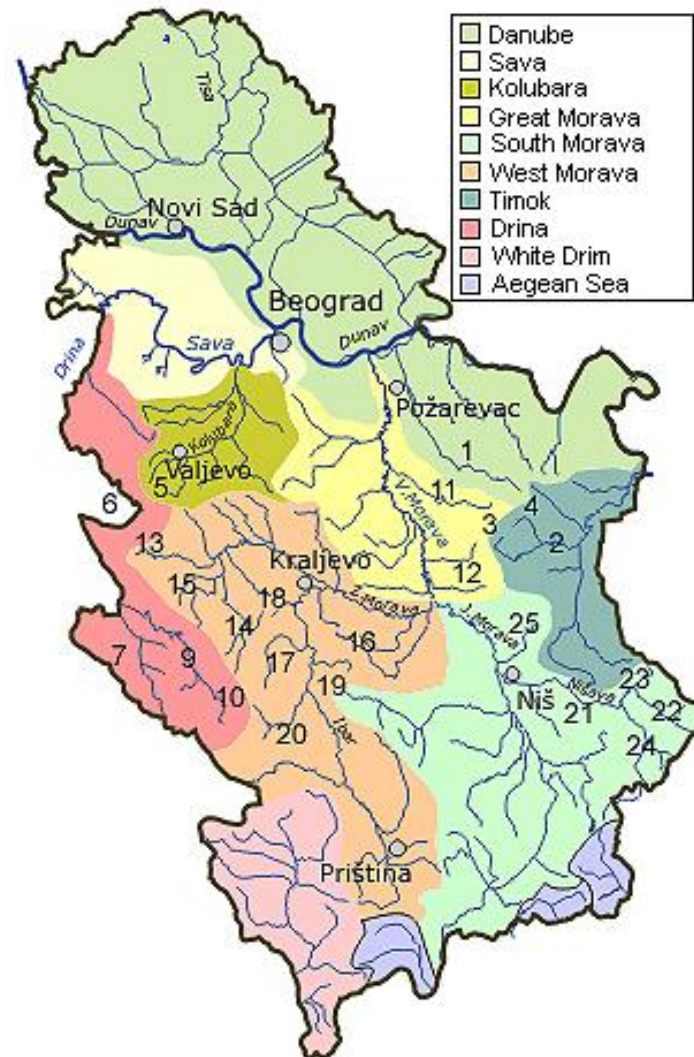 Danube
Sava
Kolubara
Great Morava
South Morava
West Morava
Timok
Drina
White Drim
Aegean Sea
4
Tisa
Novi Sad
Dunav
Beograd
Dunav
Sava
Drina
Požarevac
Kolubara
Valjevo
1
5
11
V.Morava
6
3
4
2
13
Kraljevo
12
15
18
Z.Morava
J.Morava
25
14
16
7
9
17
Niš
Nišava
23
10
19
21
22
20
Ibar
24
Priština